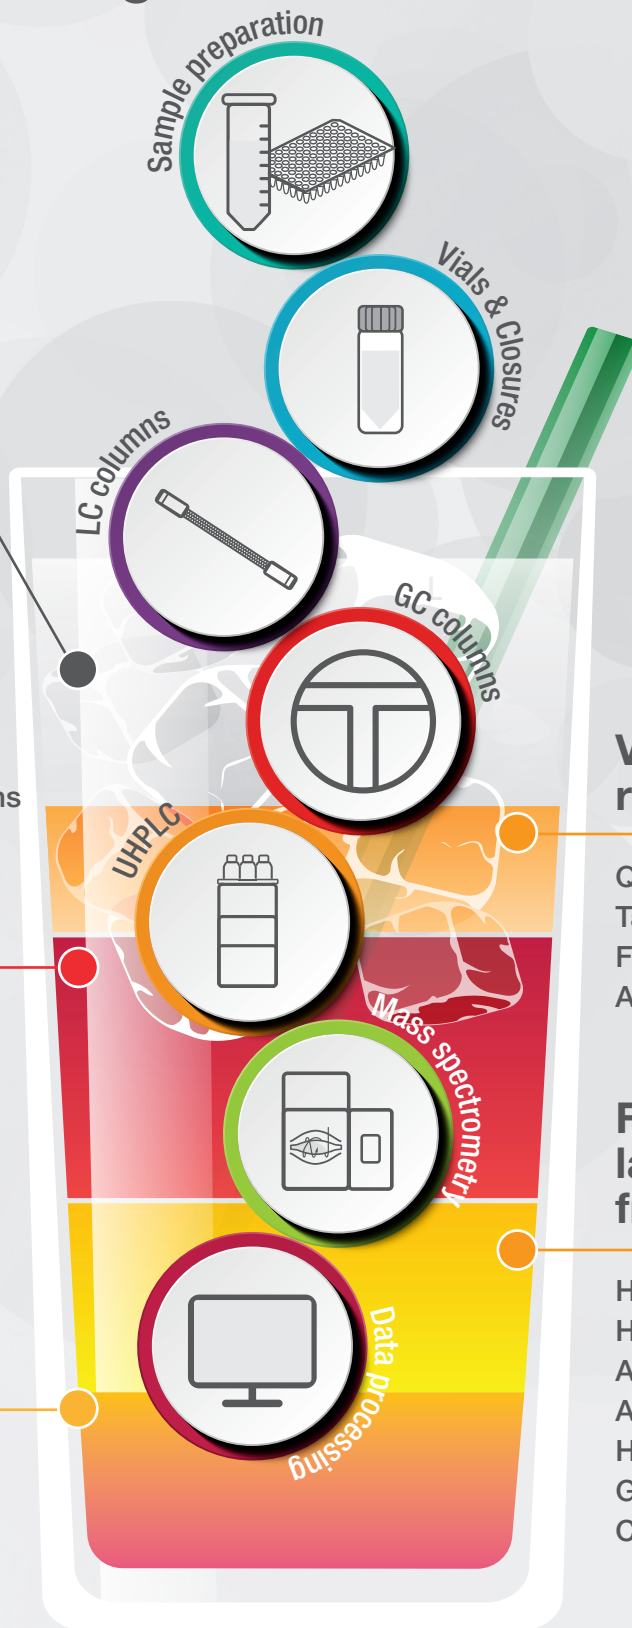 Sample preparation
Vials & Closures
LC columns
GC columns
UHPLC
Mass spectrometry
Data processing